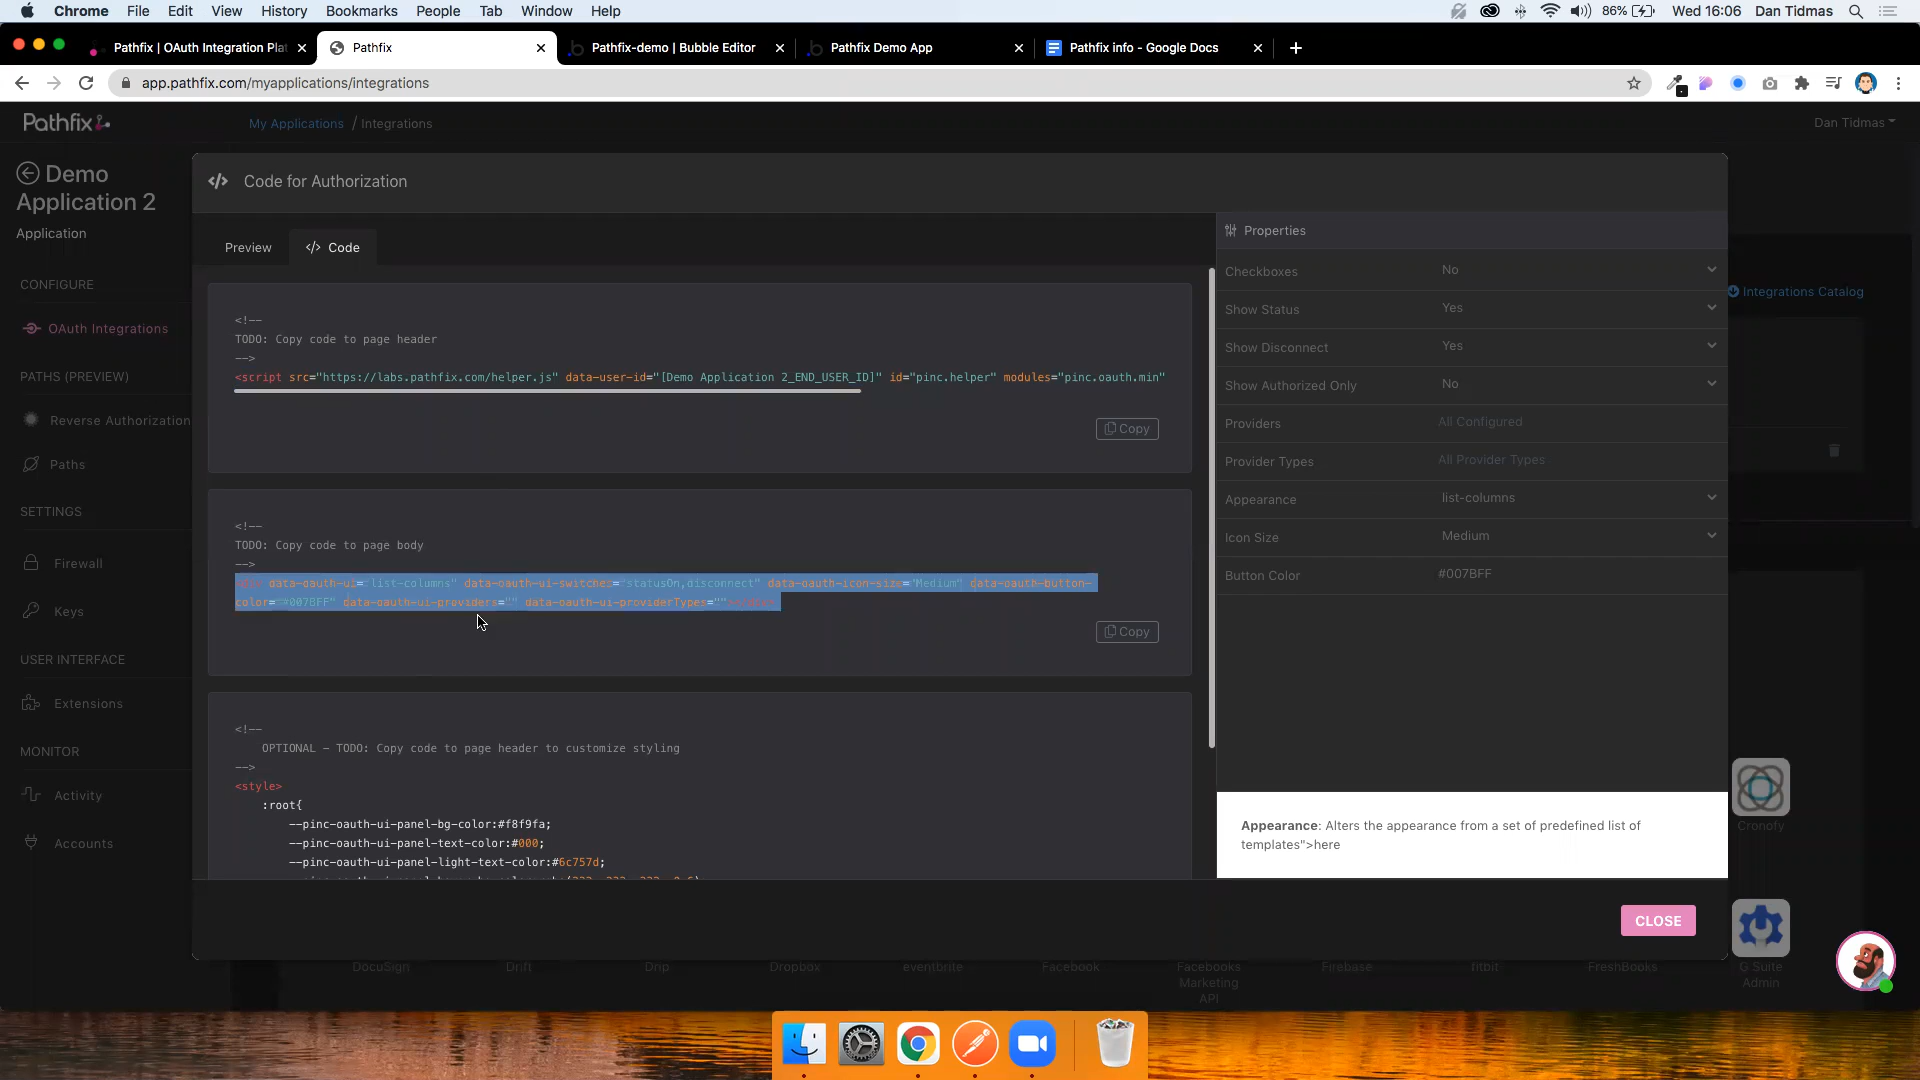 Chrome File Edit View History Bookmarks People Tab Window Help 86% Wed 16:06 Dan Tidmas
Pathfix | OAuth Integration Pla
Pathfix
Pathfix-demo | Bubble Editor
Pathfix Demo App
Pathfix info - Google Docs
app.pathfix.com/myapplications/integrations
Pathfix
My Applications / Integrations
Dan Tidmas
Demo
Application 2
Application
CONFIGURE
OAuth Integrations
PATHS (PREVIEW)
Reverse Authorization
Paths
SETTINGS
Firewall
Keys
USER INTERFACE
Extensions
MONITOR
Activity
Accounts
</> Code for Authorization
Preview
</> Code
<!--
TODO: Copy code to page header
-->
<script src="https://labs.pathfix.com/helper.js" data-user-id="[Demo Application 2_END_USER_ID]" id="pinc.helper" modules="pinc.oauth.min"
Copy
<!--
TODO: Copy code to page body
-->
<div data-oauth-ui="list-columns" data-oauth-ui-switches="statusOn,disconnect" data-oauth-icon-size="Medium" data-oauth-button-
color="#007BFF" data-oauth-ui-providers="" data-oauth-ui-providerTypes=""></div>
Copy
<!--
OPTIONAL - TODO: Copy code to page header to customize styling
-->
<style>
:root{
--pinc-oauth-ui-panel-bg-color:#f8f9fa;
--pinc-oauth-ui-panel-text-color:#000;
--pinc-oauth-ui-panel-light-text-color:#6c757d;
Properties
Checkboxes No
Show Status Yes
Show Disconnect Yes
Show Authorized Only No
Providers All Configured
Provider Types All Provider Types
Appearance list-columns
Icon Size Medium
Button Color #007BFF
Appearance: Alters the appearance from a set of predefined list of
templates">here
CLOSE
Integrations Catalog
Cronofy
DocuSign
Drift
Drip
Dropbox
eventbrite
Facebook
Facebooks
Marketing
API
Firebase
fitbit
FreshBooks
G Suite
Admin